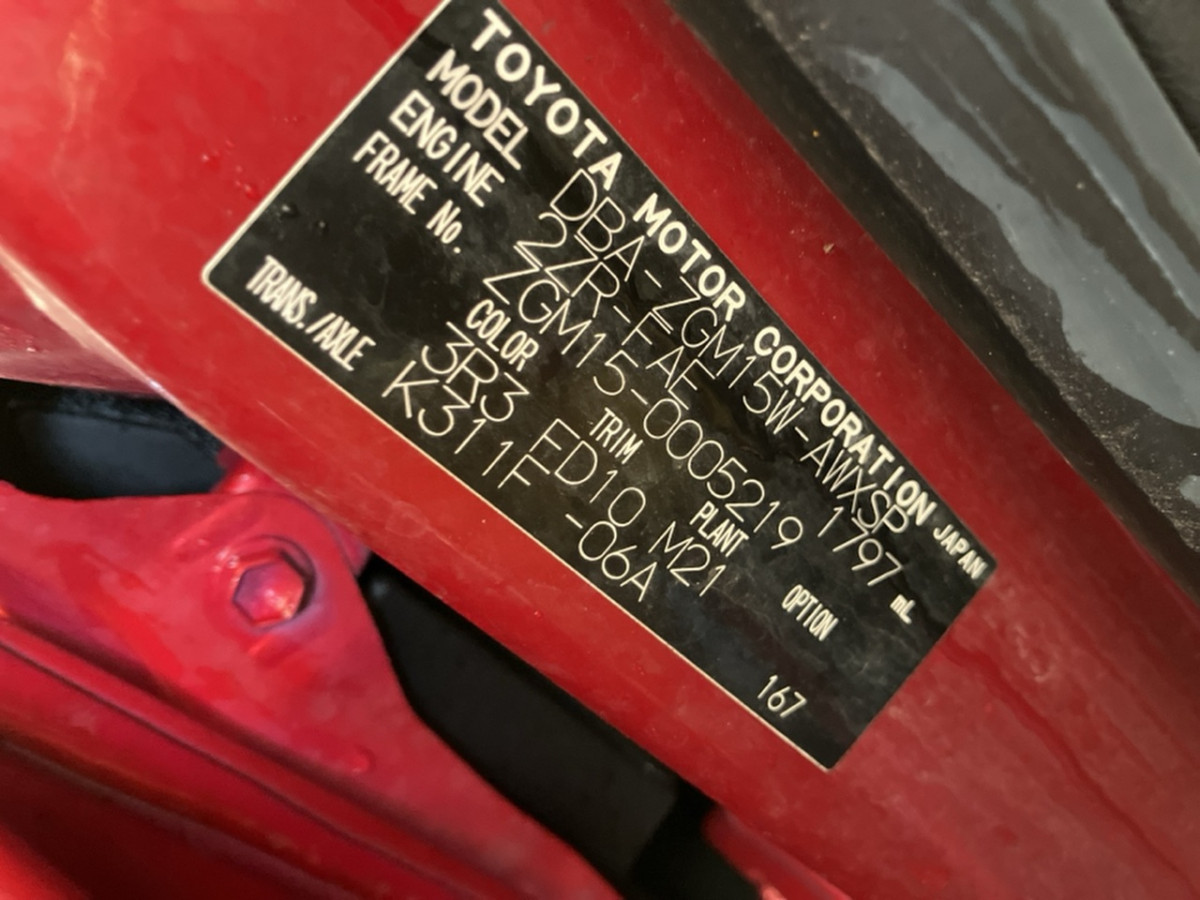 TOYOTA MOTOR CORPORATION JAPAN
MODEL DBA-ZGM15W-AWXSP
ENGINE 2ZR-FAE 1797 mL
FRAME No. ZGM15-0005219
COLOR TRIM PLANT OPTION
3R3 FD10 M21
TRANS./AXLE K311F -06A
167